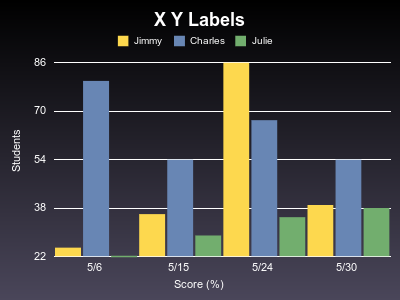 X Y Labels
Jimmy Charles Julie
86
70
54
38
22
Students
5/6 5/15 5/24 5/30
Score (%)